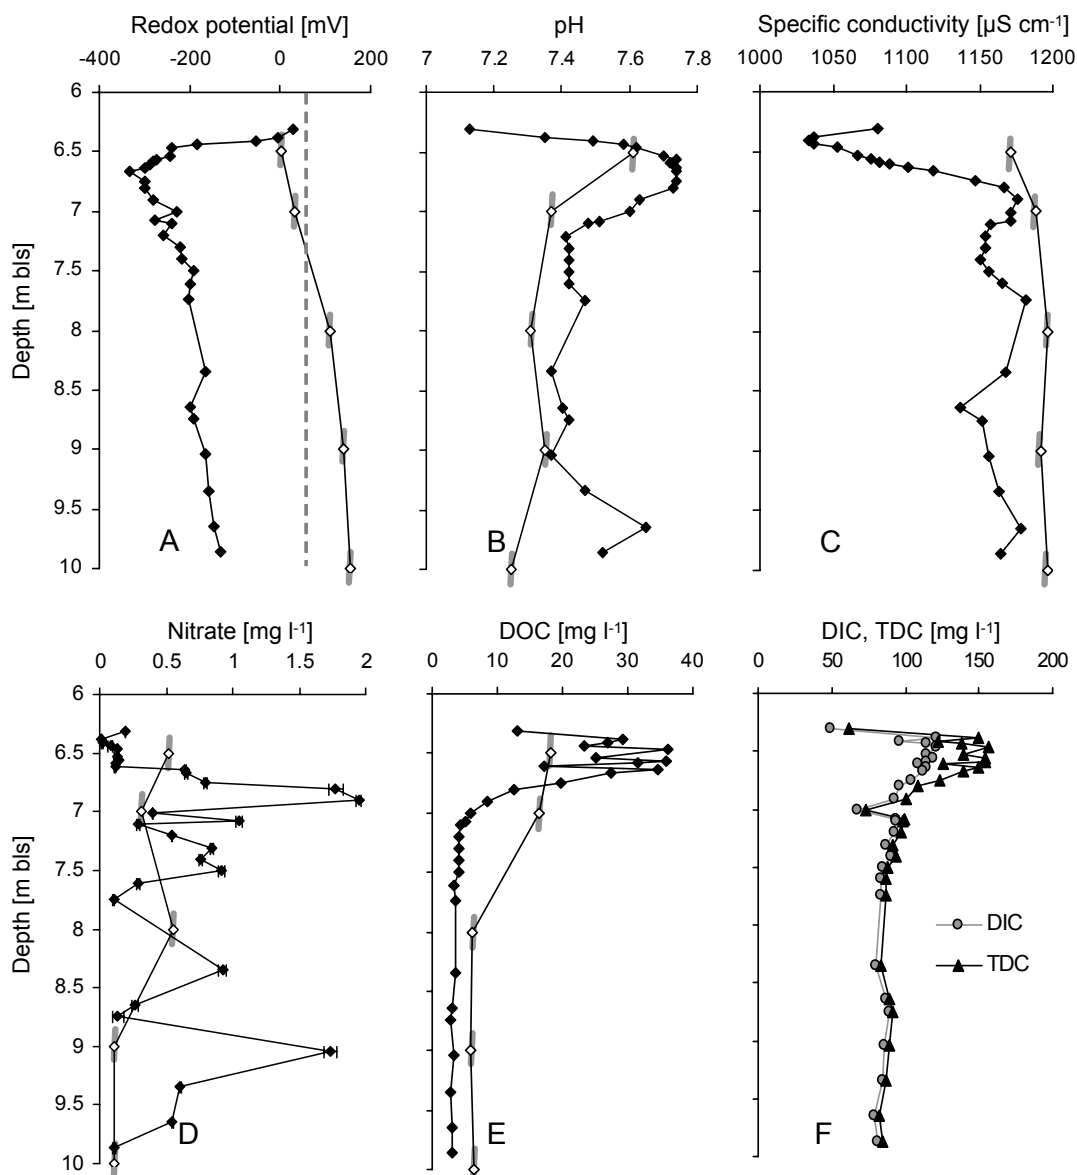 Redox potential [mV]
-400 -200 0 200
6
6.5
7
7.5
8
8.5
9
9.5
10
Depth [m bls]
A
pH
7 7.2 7.4 7.6 7.8
B
Specific conductivity [µS cm-1]
1000 1050 1100 1150 1200
C
Nitrate [mg l-1]
0 0.5 1 1.5 2
6
6.5
7
7.5
8
8.5
9
9.5
10
Depth [m bls]
D
DOC [mg l-1]
0 10 20 30 40
E
DIC, TDC [mg l-1]
0 50 100 150 200
DIC
TDC
F